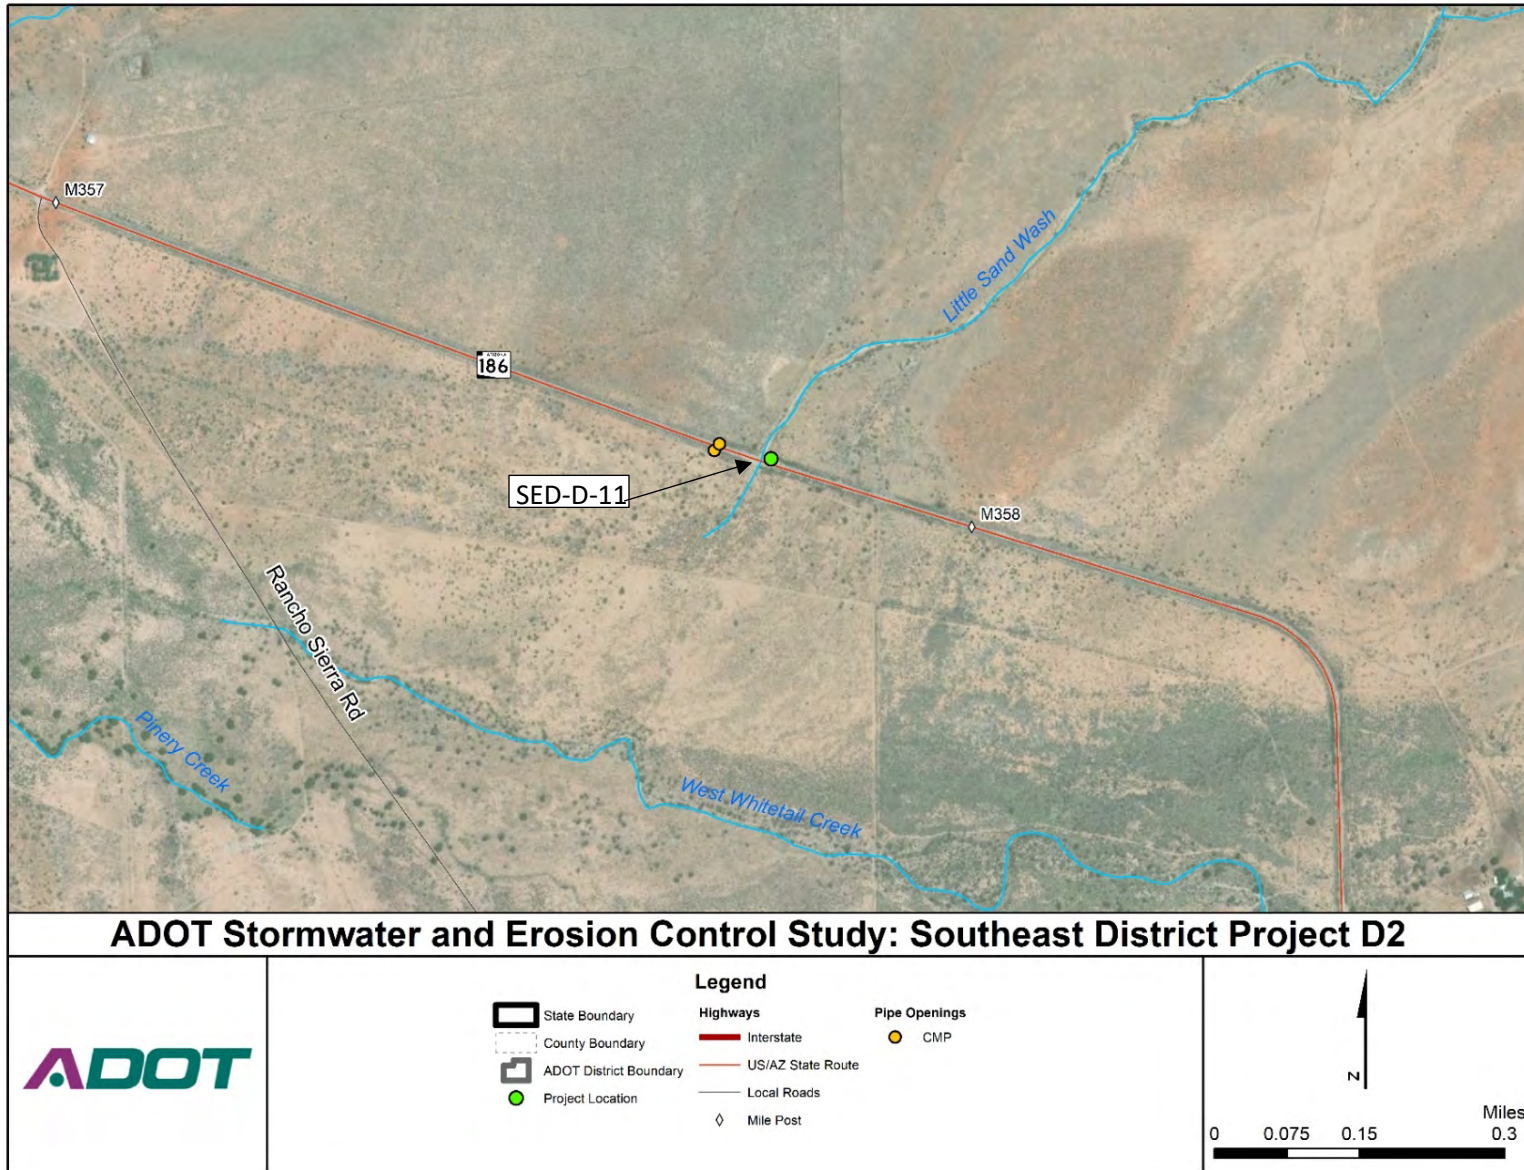 M357
Little Sand Wash
ARIZONA
186
SED-D-11
M358
Rancho Sierra Rd
Pinery Creek
West Whitetail Creek
ADOT Stormwater and Erosion Control Study: Southeast District Project D2
ADOT
Legend
State Boundary
County Boundary
ADOT District Boundary
Project Location
Highways
Interstate
US/AZ State Route
Local Roads
Mile Post
Pipe Openings
CMP
N
Miles
0 0.075 0.15 0.3